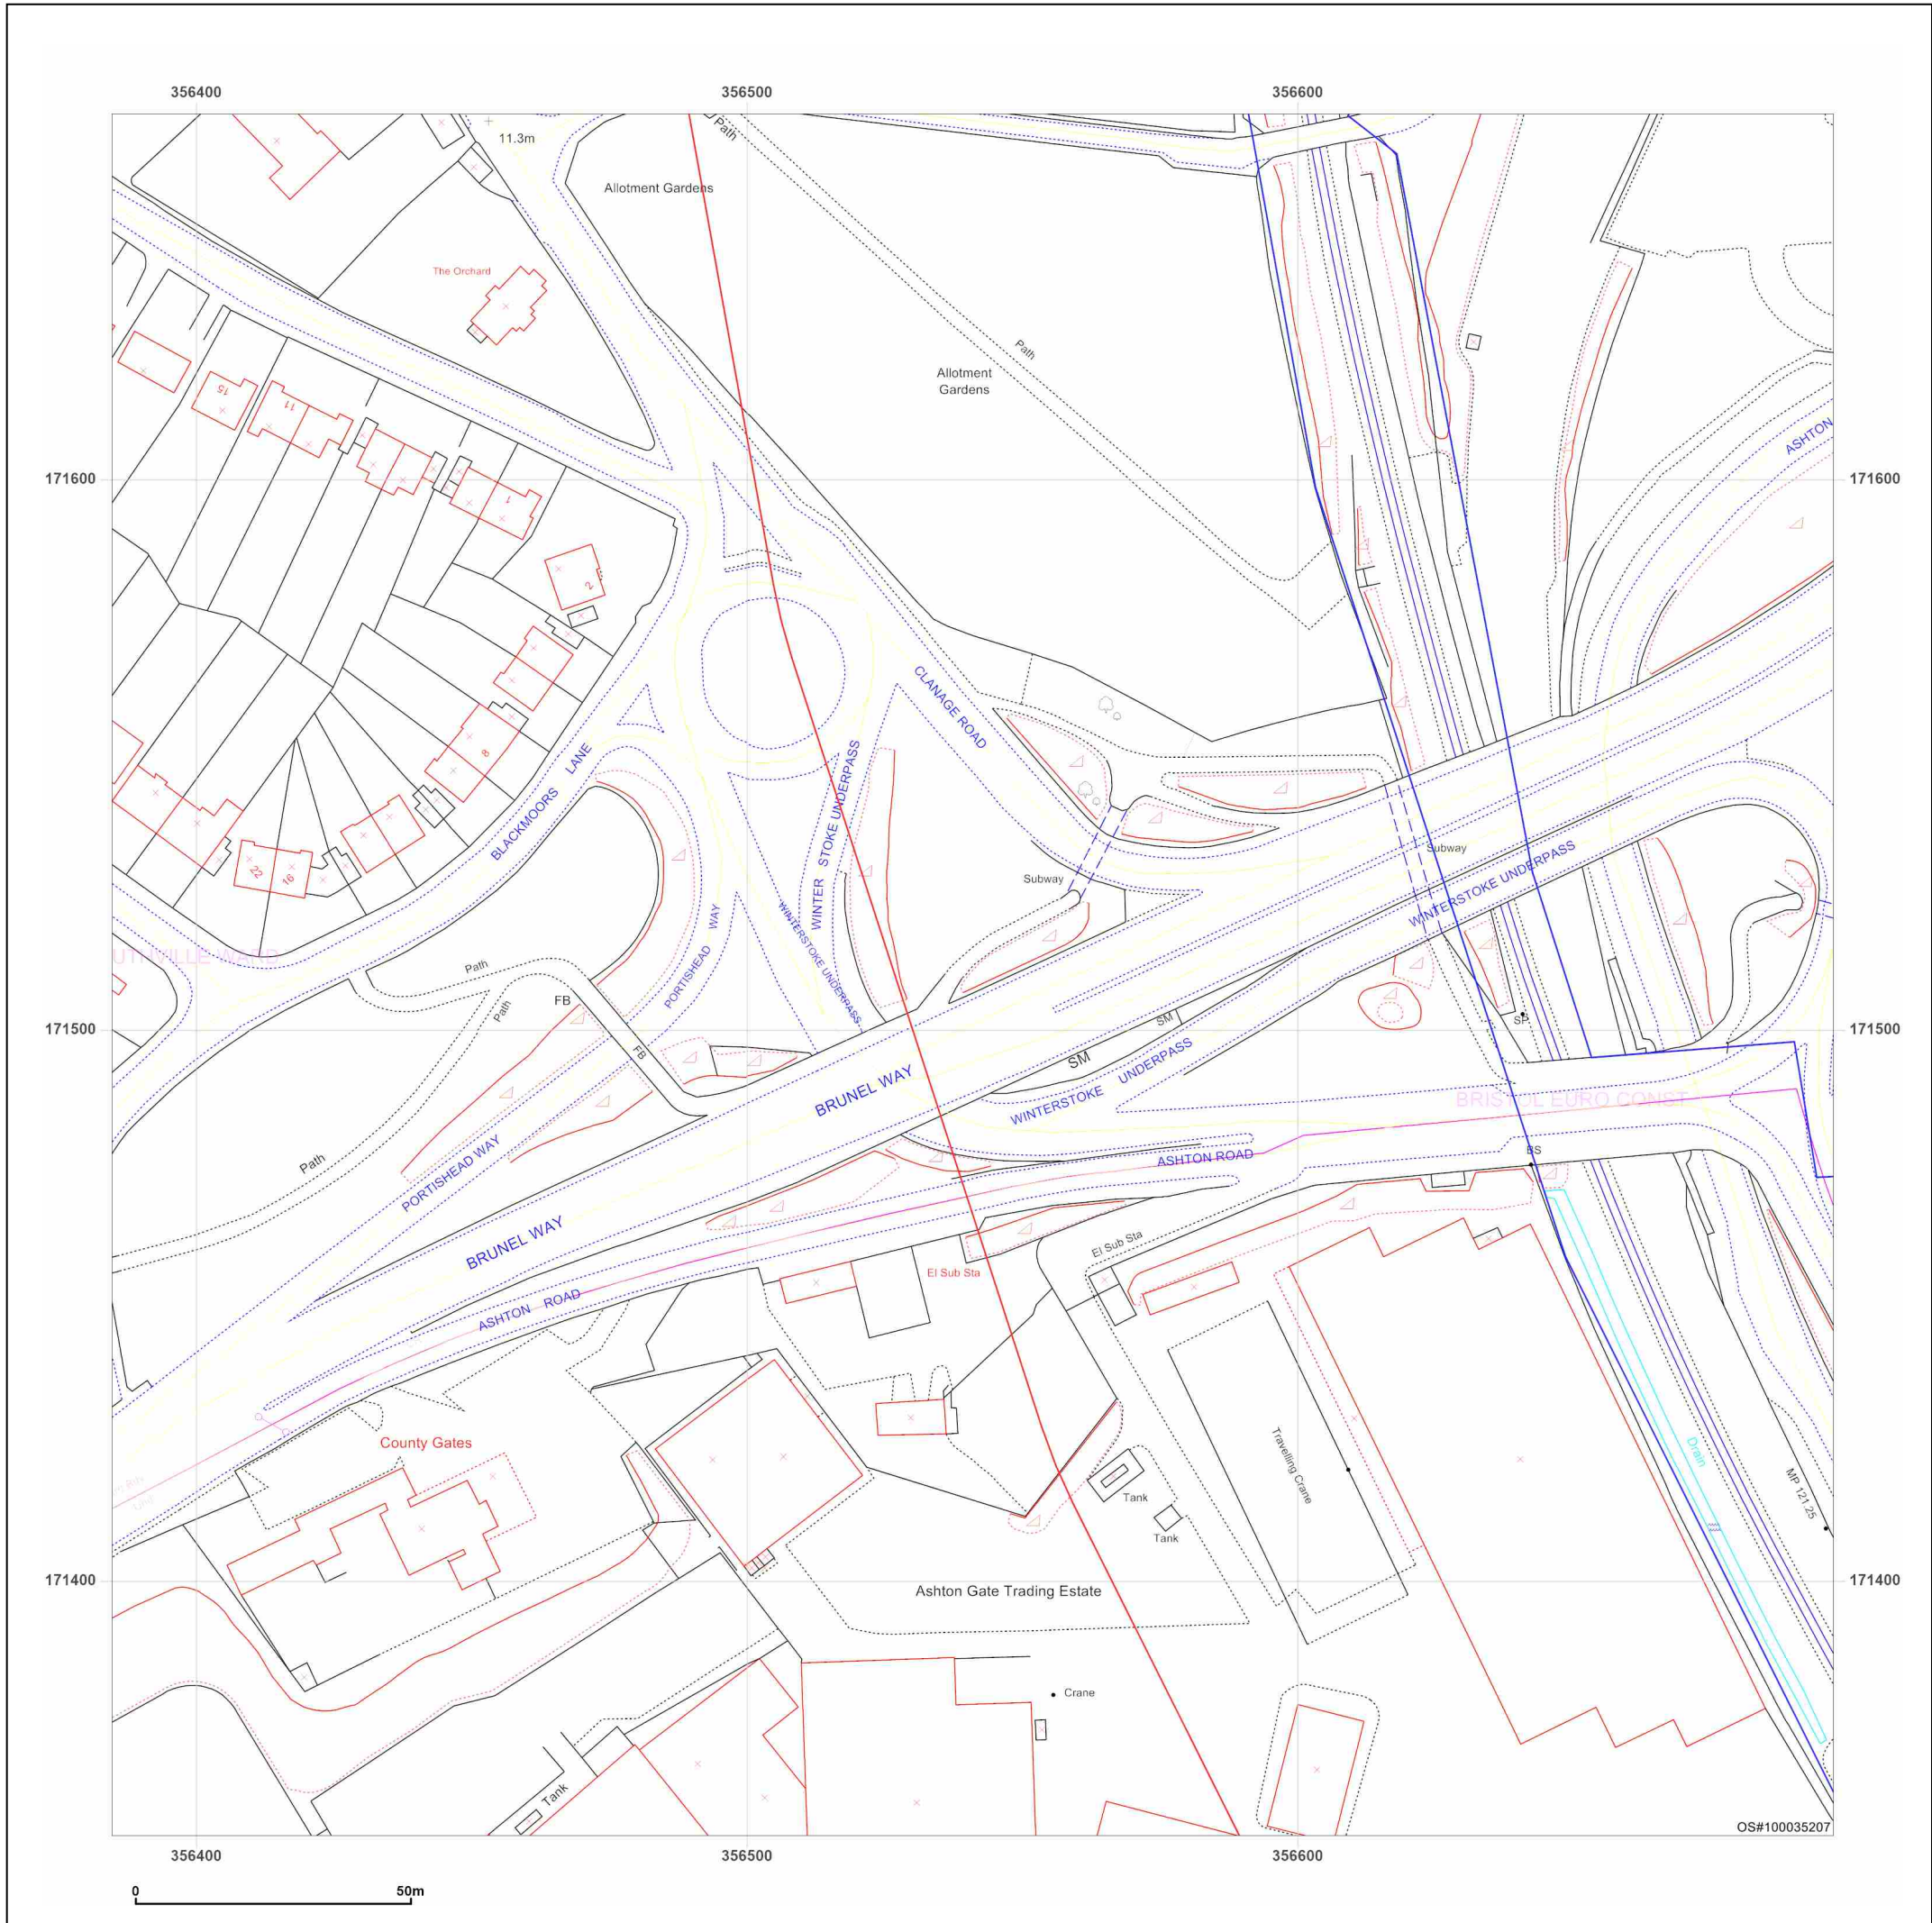 356400
356500
356600
11.3m
Path
Allotment Gardens
The Orchard
Path
Allotment
Gardens
ASHTON
15
11
1
171600
171600
2
CLANAGE ROAD
8
BLACKMOORS LANE
WINTER STOKE UNDERPASS
Subway
Subway
22
16
WINTERSTOKE UNDERPASS
PORTISHEAD WAY
WINTERSTOKE UNDERPASS
UTHVILLE WARD
Path
Path
FB
FB
SM
SP
171500
171500
SM
BRUNEL WAY
WINTERSTOKE UNDERPASS
BRISTOL EURO CONST
Path
PORTISHEAD WAY
ASHTON ROAD
BS
BRUNEL WAY
El Sub Sta
El Sub Sta
ASHTON ROAD
County Gates
Travelling Crane
Drain
MP 121.25
Tank
Tank
171400
171400
Ashton Gate Trading Estate
Crane
Tank
OS#100035207
356400
356500
356600
0
50m